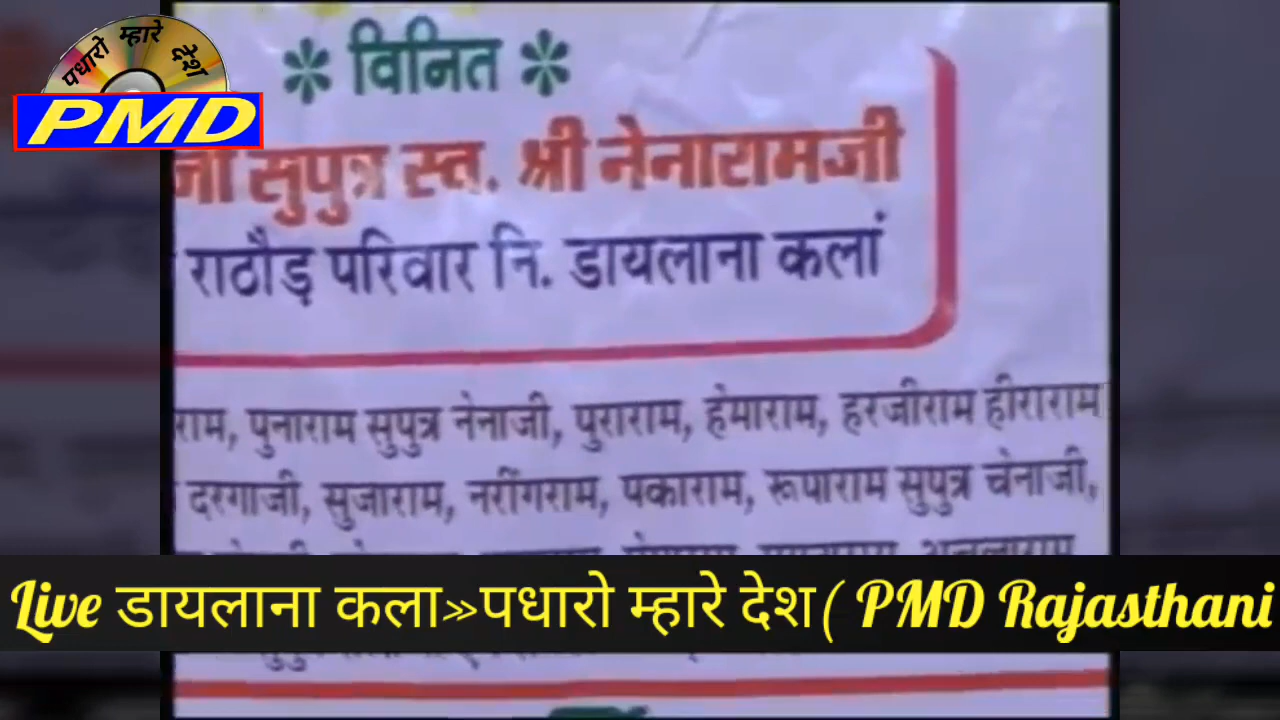 पधारो म्हारे देश
PMD
विनित
जी सुपुत्र स्व. श्री नेनारामजी
राठौड़ परिवार नि. डायलाना कलां
राम, पुनाराम सुपुत्र नेनाजी, पुराराम, हेमाराम, हरजीराम हीराराम
दरगाजी, सुजाराम, नरींगराम, पकाराम, रूपाराम सुपुत्र चेनाजी,
Live डायलाना कला»पधारो म्हारे देश( PMD Rajasthani